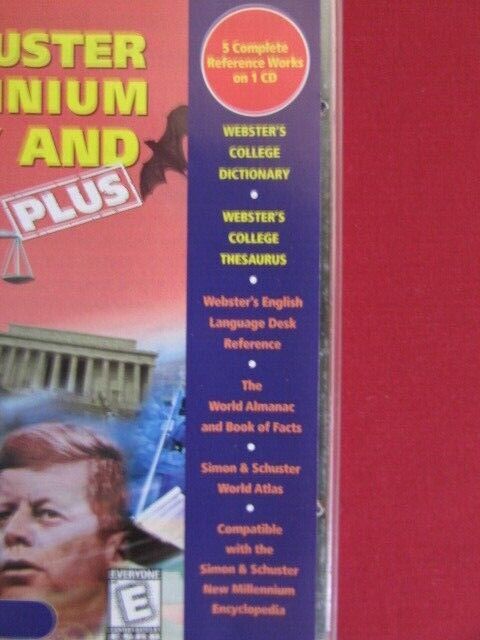 USTER
NIUM
AND
PLUS
5 Complete
Reference Works
on 1 CD
WEBSTER'S
COLLEGE
DICTIONARY
•
WEBSTER'S
COLLEGE
THESAURUS
•
Webster's English
Language Desk
Reference
•
The
World Almanac
and Book of Facts
•
Simon & Schuster
World Atlas
•
Compatible
with the
Simon & Schuster
New Millennium
Encyclopedia
EVERYONE
E
ESRB